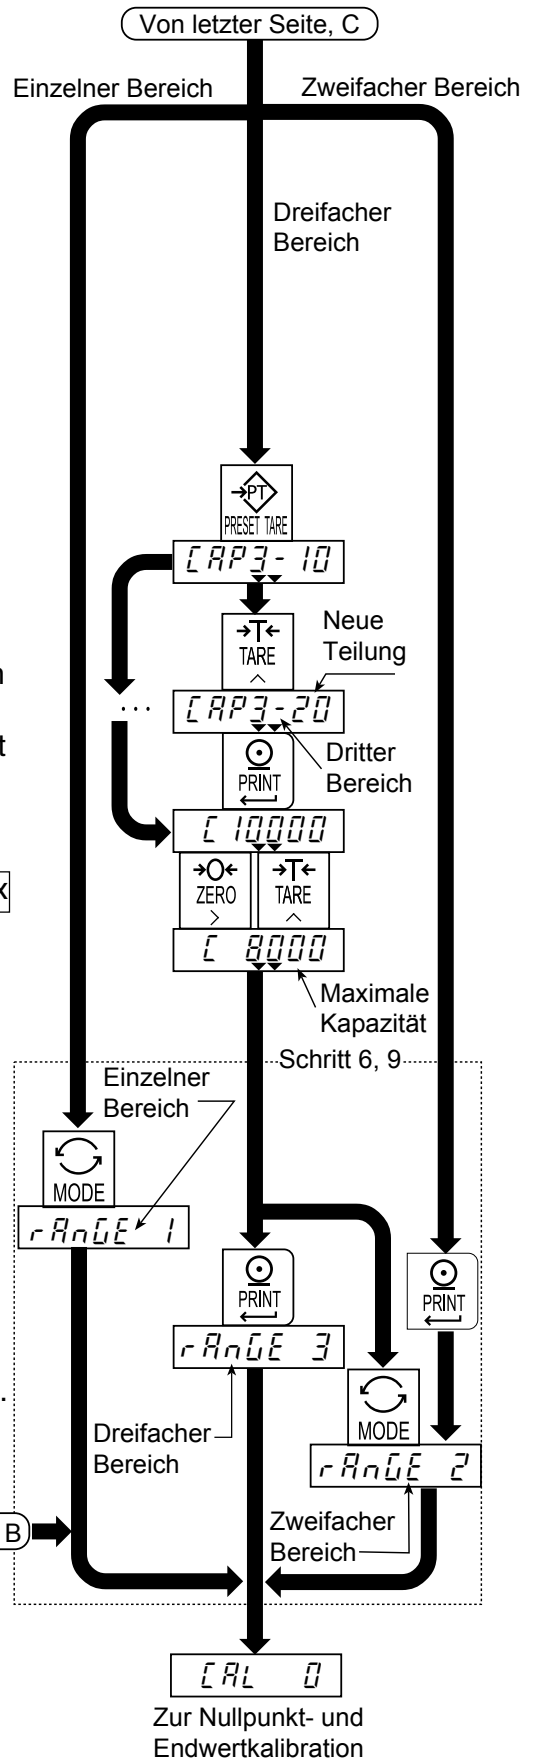 Von letzter Seite, C
Einzelner Bereich
Zweifacher Bereich
Dreifacher
Bereich
PT
PRESET TARE
CAP3-10
T
TARE
Neue
Teilung
n
...
CAP3-20
t
PRINT
Dritter
Bereich
C 10000
x
ZERO
T
TARE
C 8000
Maximale
Kapazität
Schritt 6, 9
Einzelner
Bereich
MODE
rAnGE 1
PRINT
PRINT
rAnGE 3
.
MODE
Dreifacher
Bereich
rAnGE 2
B
Zweifacher
Bereich
CAL 0
Zur Nullpunkt- und
Endwertkalibration